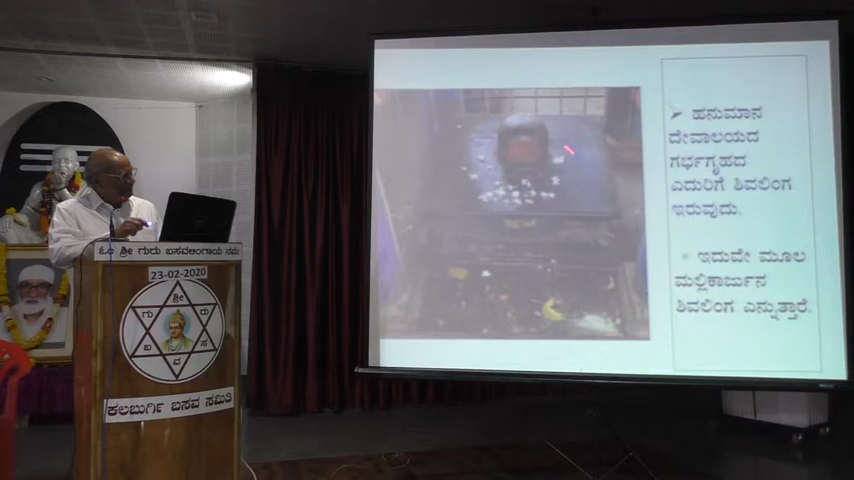 ಹನುಮಾನ
ದೇವಾಲಯದ
ಗರ್ಭಗೃಹದ
ಎದುರಿಗೆ ಶಿವಲಿಂಗ
ಇರುವುದು.
ಇದುವೇ ಮೂಲ
ಮಲ್ಲಿಕಾರ್ಜುನ
ಶಿವಲಿಂಗ ಎನ್ನುತ್ತಾರೆ.
ಓಂ ಶ್ರೀ ಗುರು ಬಸವಲಿಂಗಾಯ ನಮಃ
23-02-2020
ಶ್ರೀ
ಗು ರು
ಬ ಸ
ವ
ಕಲಬುರ್ಗಿ ಬಸವ ಸಮಿತಿ